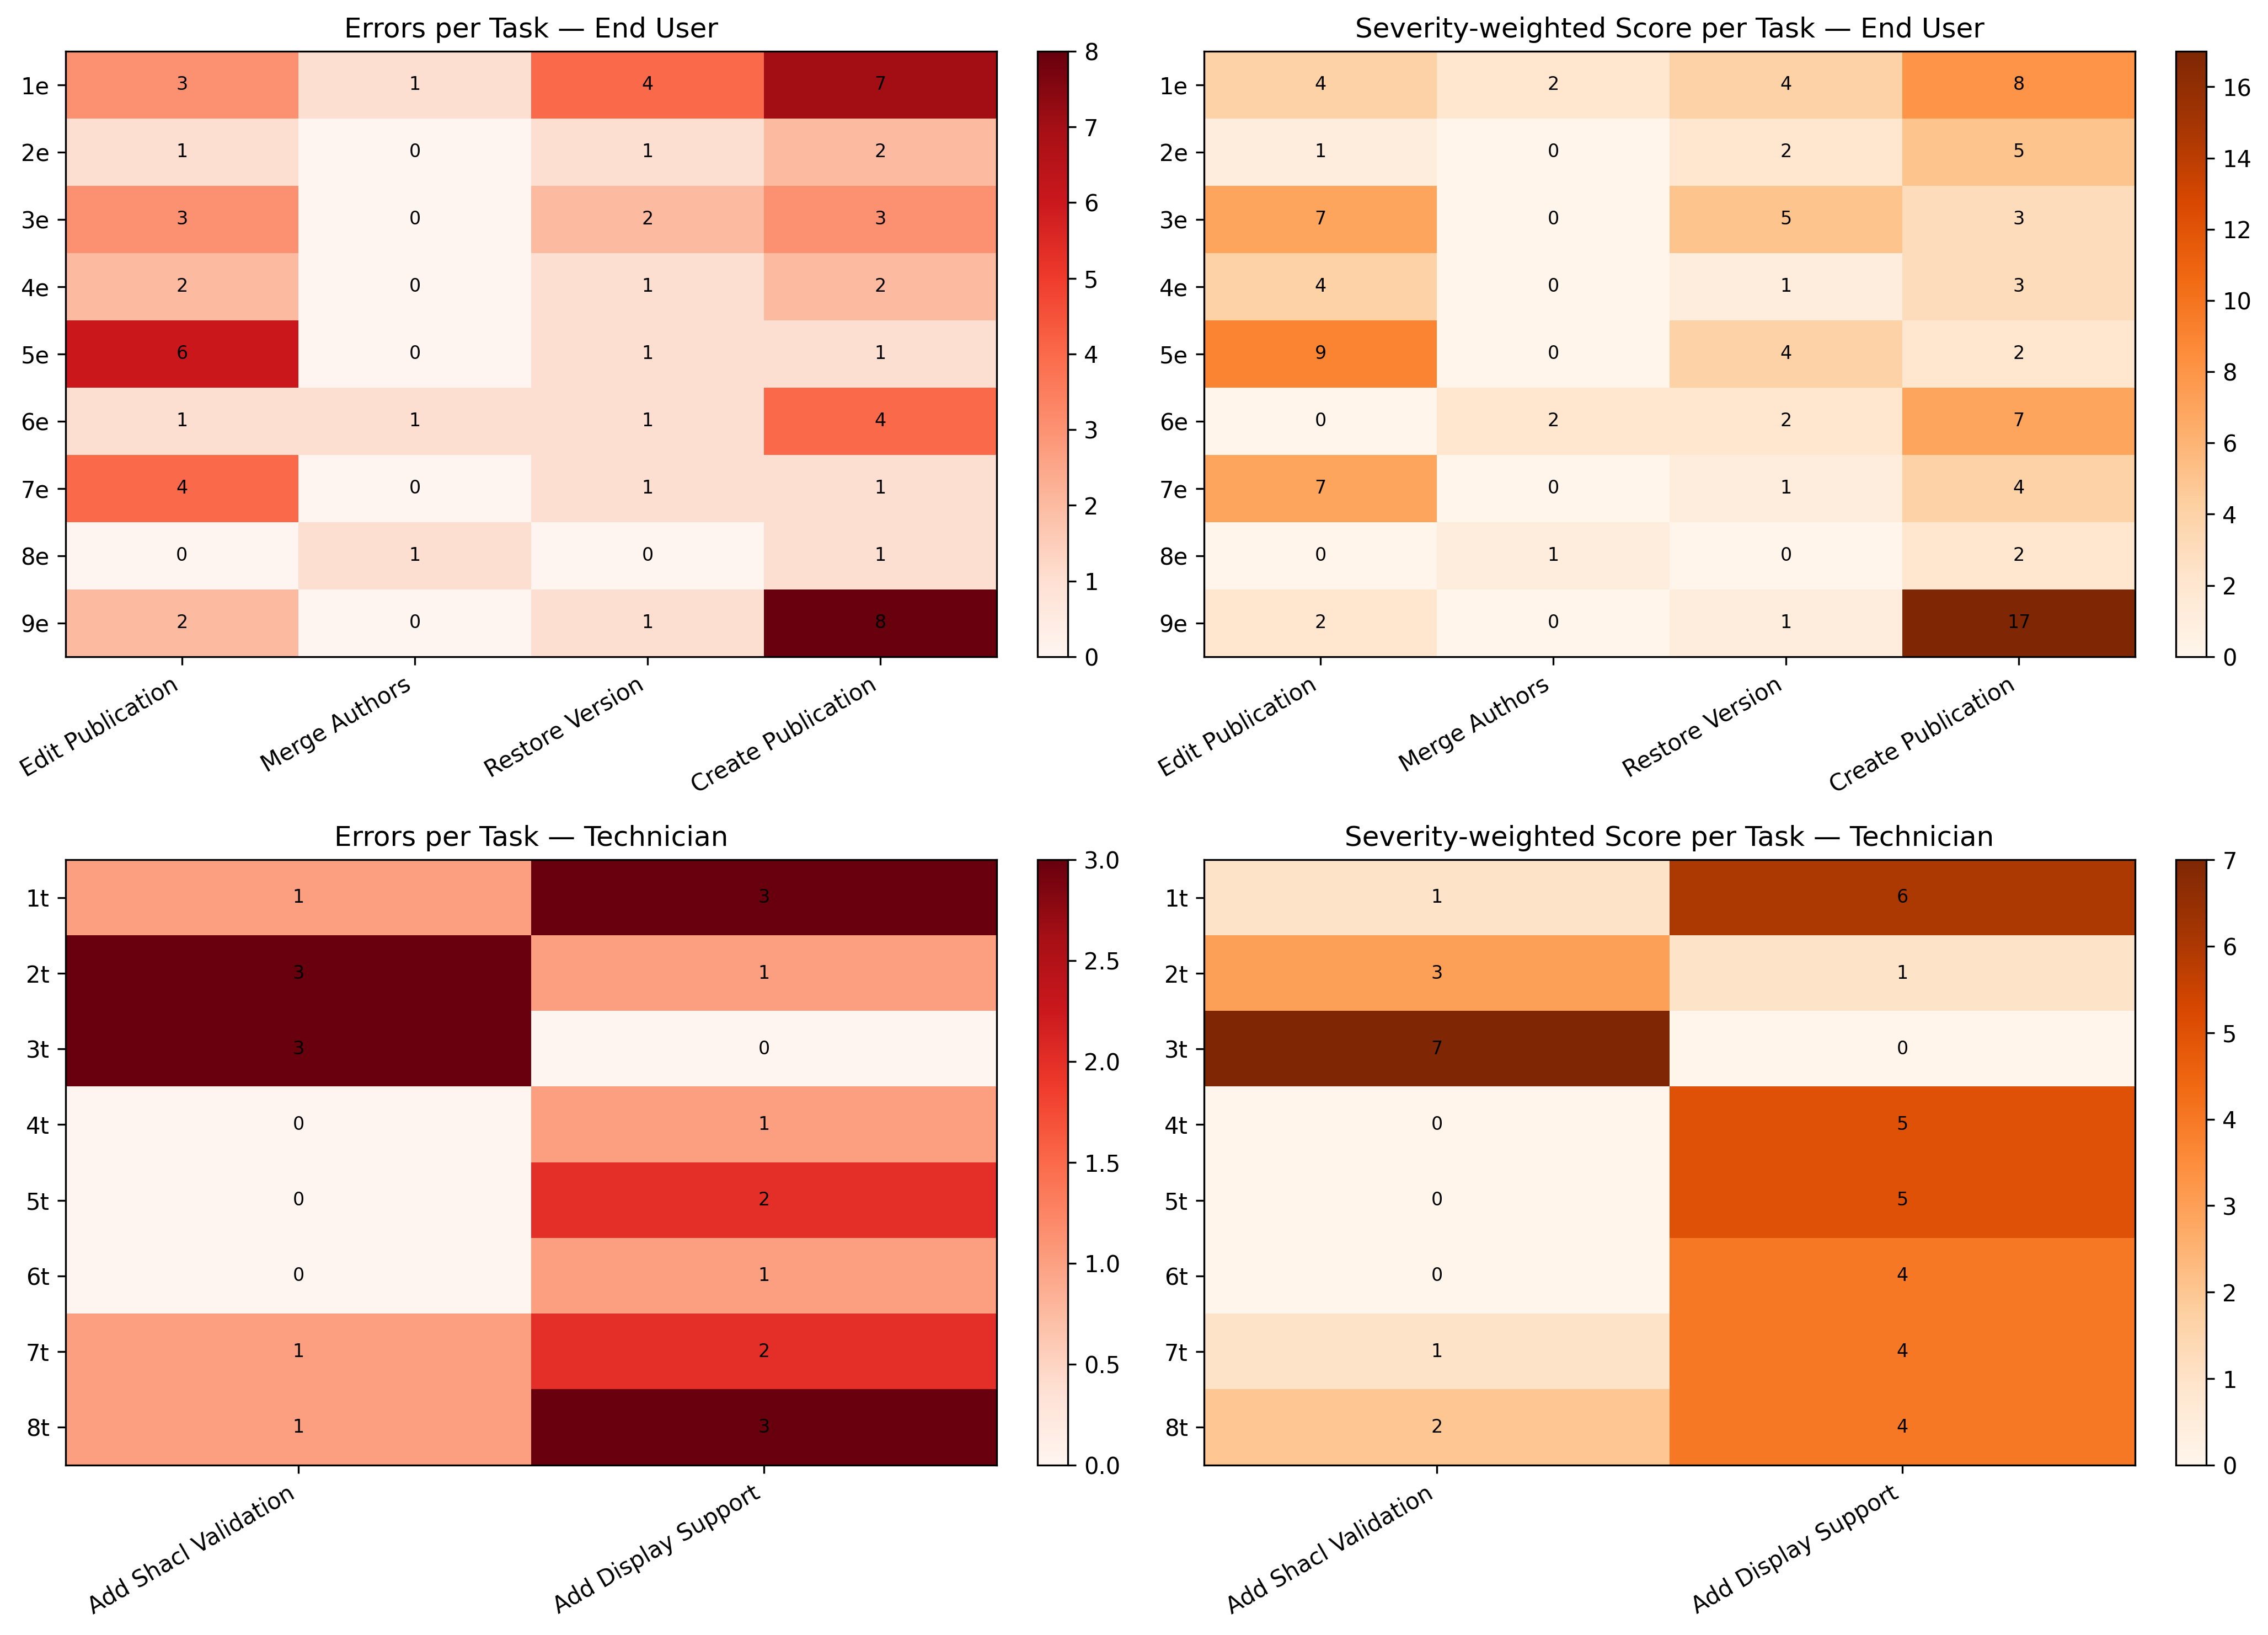 Errors per Task — End User
1e 3 1 4 7
2e 1 0 1 2
3e 3 0 2 3
4e 2 0 1 2
5e 6 0 1 1
6e 1 1 1 4
7e 4 0 1 1
8e 0 1 0 1
9e 2 0 1 8
Edit Publication
Merge Authors
Restore Version
Create Publication
8
7
6
5
4
3
2
1
0
Severity-weighted Score per Task — End User
1e 4 2 4 8
2e 1 0 2 5
3e 7 0 5 3
4e 4 0 1 3
5e 9 0 4 2
6e 0 2 2 7
7e 7 0 1 4
8e 0 1 0 2
9e 2 0 1 17
Edit Publication
Merge Authors
Restore Version
Create Publication
16
14
12
10
8
6
4
2
0
Errors per Task — Technician
1t 1 3
2t 3 1
3t 3 0
4t 0 1
5t 0 2
6t 0 1
7t 1 2
8t 1 3
Add Shacl Validation
Add Display Support
3.0
2.5
2.0
1.5
1.0
0.5
0.0
Severity-weighted Score per Task — Technician
1t 1 6
2t 3 1
3t 7 0
4t 0 5
5t 0 5
6t 0 4
7t 1 4
8t 2 4
Add Shacl Validation
Add Display Support
7
6
5
4
3
2
1
0